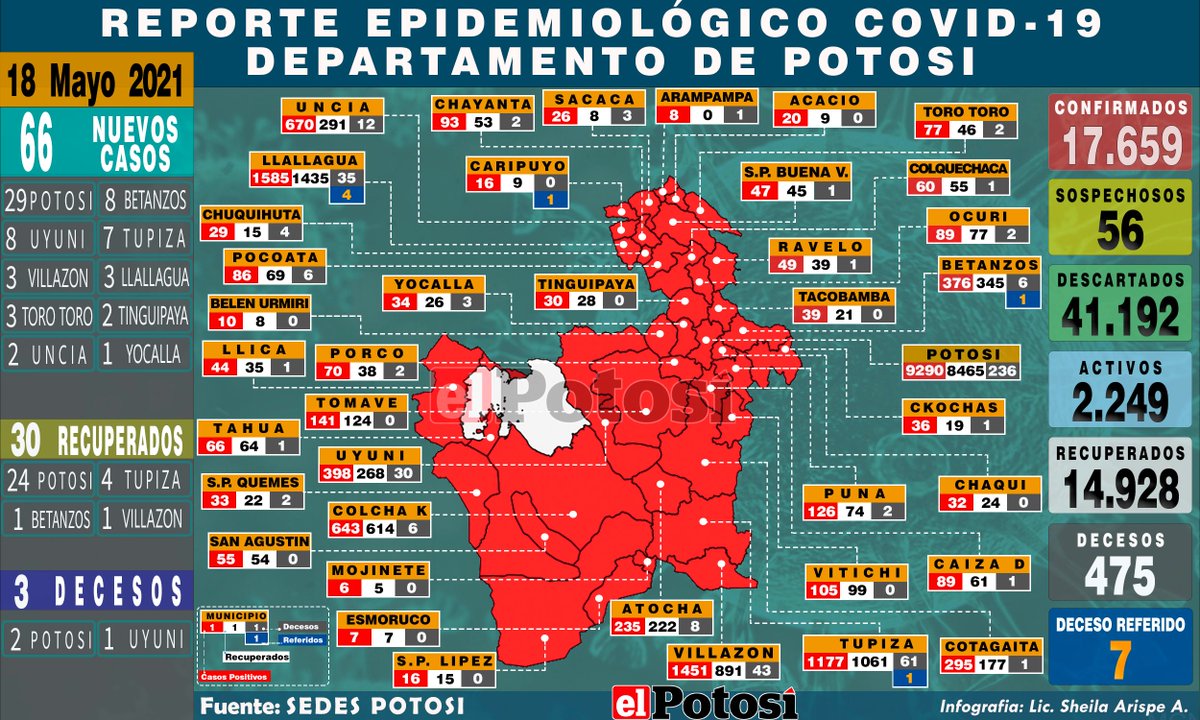 REPORTE EPIDEMIOLÓGICO COVID-19
DEPARTAMENTO DE POTOSI
18 Mayo 2021
66 NUEVOS CASOS
29 POTOSI 8 BETANZOS
8 UYUNI 7 TUPIZA
3 VILLAZON 3 LLALLAGUA
3 TORO TORO 2 TINGUIPAYA
2 UNCIA 1 YOCALLA
30 RECUPERADOS
24 POTOSI 4 TUPIZA
1 BETANZOS 1 VILLAZON
3 DECESOS
2 POTOSI 1 UYUNI
UNCIA
670 291 12
CHAYANTA
93 53 2
SACACA
26 8 3
ARAMPAMPA
8 0 1
ACACIO
20 9 0
TORO TORO
77 46 2
LLALLAGUA
1585 1435 35
4
CARIPUYO
16 9 0
1
S.P. BUENA V.
47 45 1
COLQUECHACA
60 55 1
CHUQUIHUTA
29 15 4
OCURI
89 77 2
POCOATA
86 69 6
RAVELO
49 39 1
YOCALLA
34 26 3
TINGUIPAYA
30 28 0
BETANZOS
376 345 6
1
BELEN URMIRI
10 8 0
TACOBAMBA
39 21 0
LLICA
44 35 1
PORCO
70 38 2
POTOSI
9290 8465 236
el Potosí
TOMAVE
141 124 0
CKOCHAS
36 19 1
TAHUA
66 64 1
UYUNI
398 268 30
S.P. QUEMES
33 22 2
PUNA
126 74 2
CHAQUI
32 24 0
COLCHA K
643 614 6
SAN AGUSTIN
55 54 0
MOJINETE
6 5 0
VITICHI
105 99 0
CAIZA D
89 61 1
ESMORUCO
7 7 0
ATOCHA
235 222 8
S.P. LIPEZ
16 15 0
VILLAZON
1451 891 43
TUPIZA
1177 1061 61
1
COTAGAITA
295 177 1
MUNICIPIO
1 1 1 Decesos
1 Referidos
Recuperados
Casos Positivos
CONFIRMADOS
17.659
SOSPECHOSOS
56
DESCARTADOS
41.192
ACTIVOS
2.249
RECUPERADOS
14.928
DECESOS
475
DECESO REFERIDO
7
Fuente: SEDES POTOSI
el Potosí
Infografia: Lic. Sheila Arispe A.